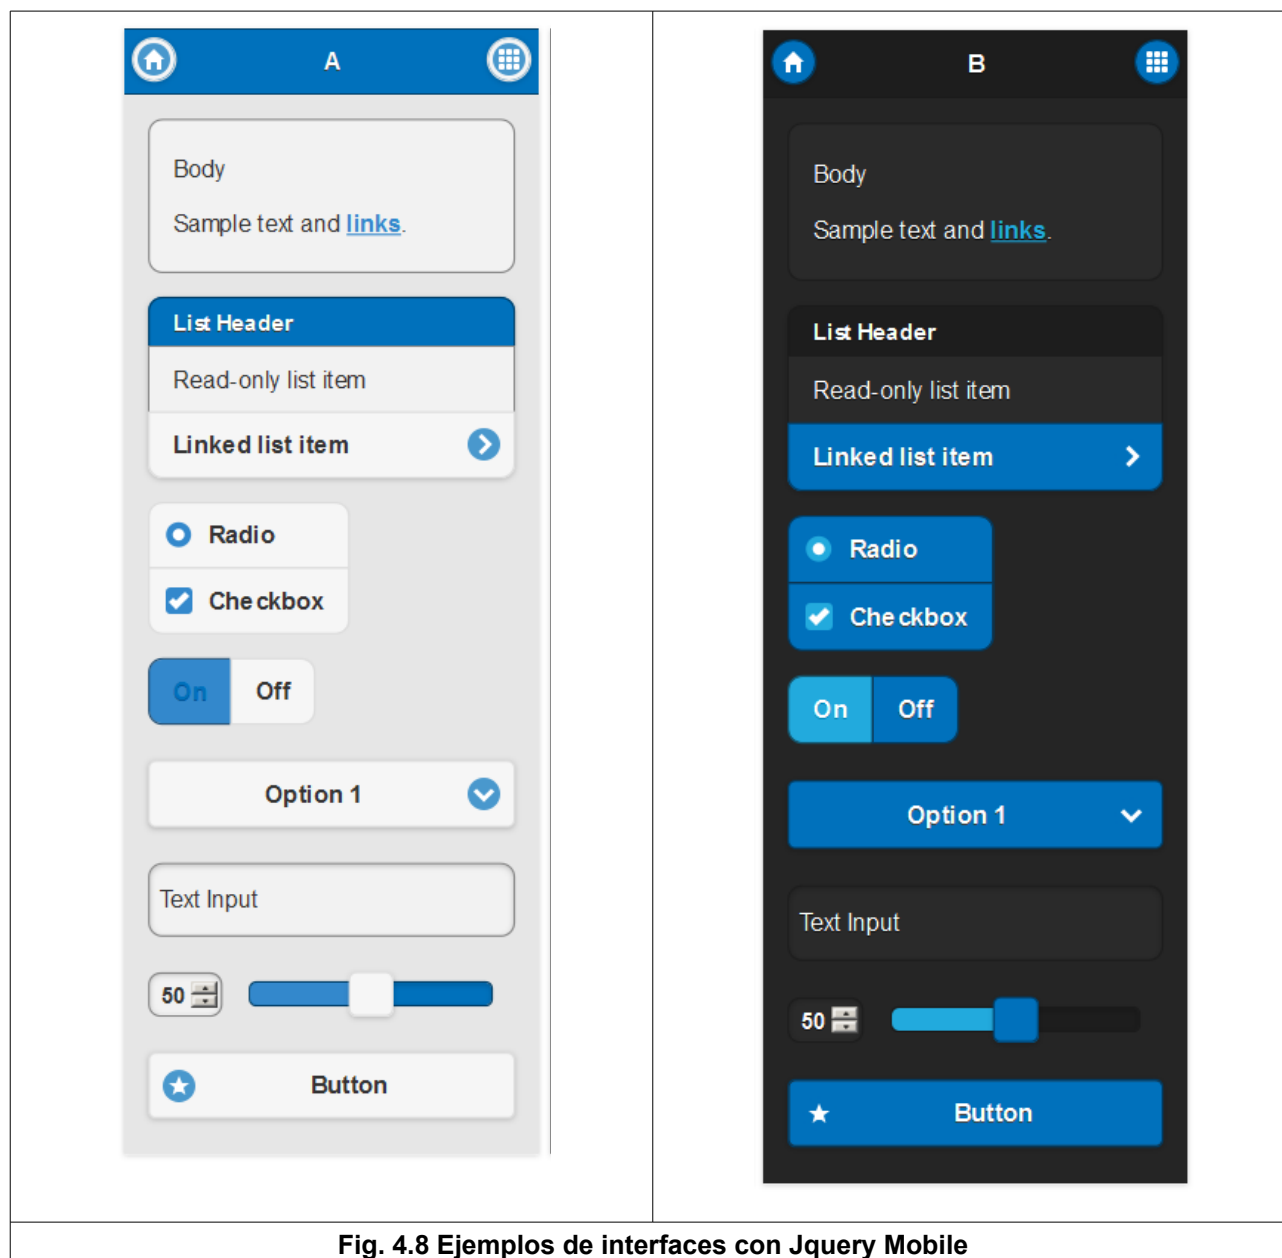 A
Body
Sample text and links.
List Header
Read-only list item
Linked list item
Radio
Checkbox
On Off
Option 1
Text Input
50
Button
B
Body
Sample text and links.
List Header
Read-only list item
Linked list item
Radio
Checkbox
On Off
Option 1
Text Input
50
Button
Fig. 4.8 Ejemplos de interfaces con Jquery Mobile